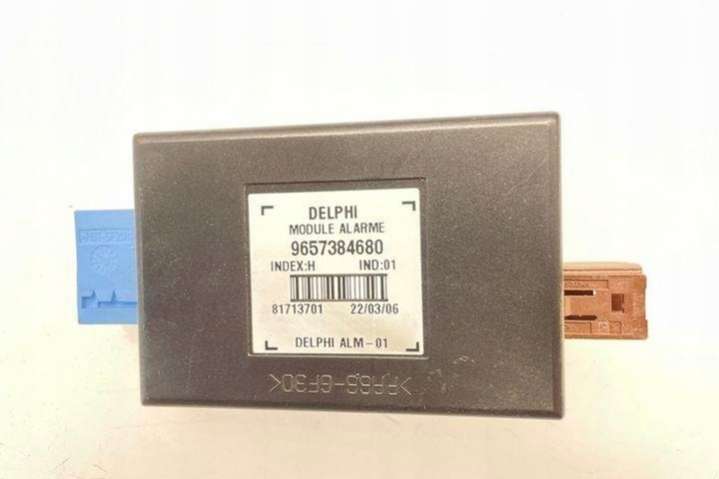 DELPHI
MODULE ALARME
9657384680
INDEX:H IND:01
81713701 22/03/06
DELPHI ALM-01
>PA66-GF30<